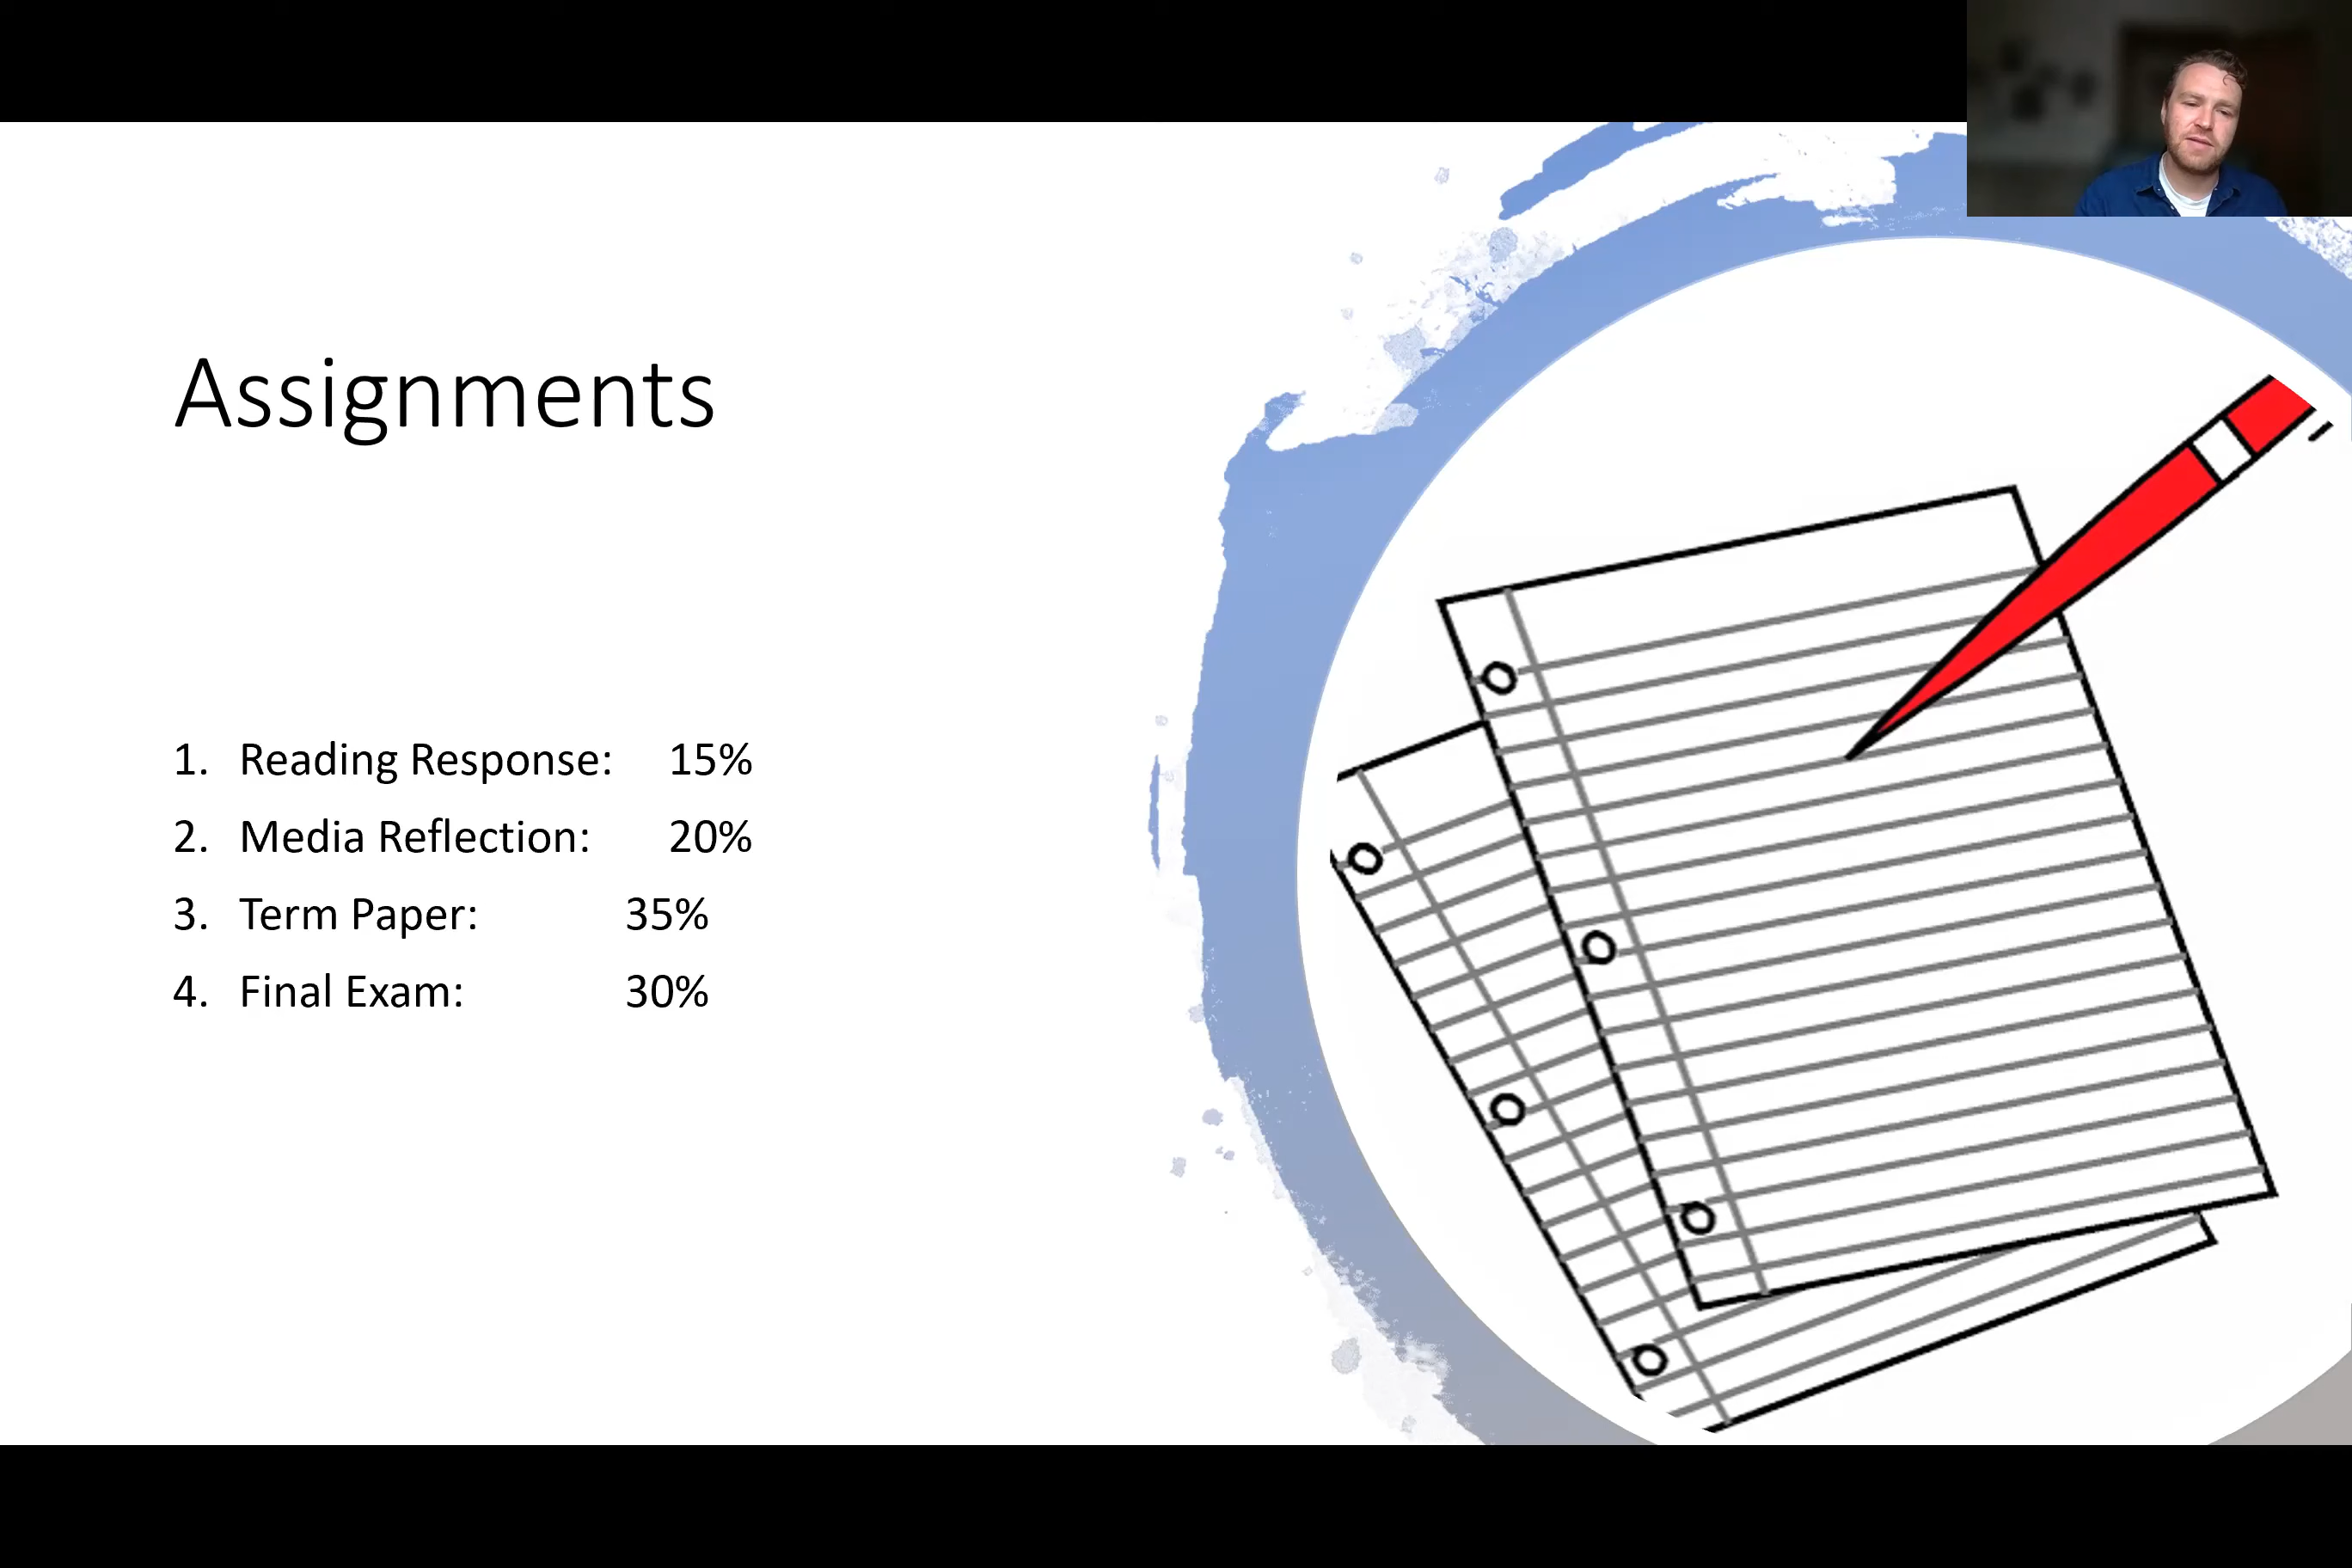 Assignments
1. Reading Response: 15%
2. Media Reflection: 20%
3. Term Paper: 35%
4. Final Exam: 30%